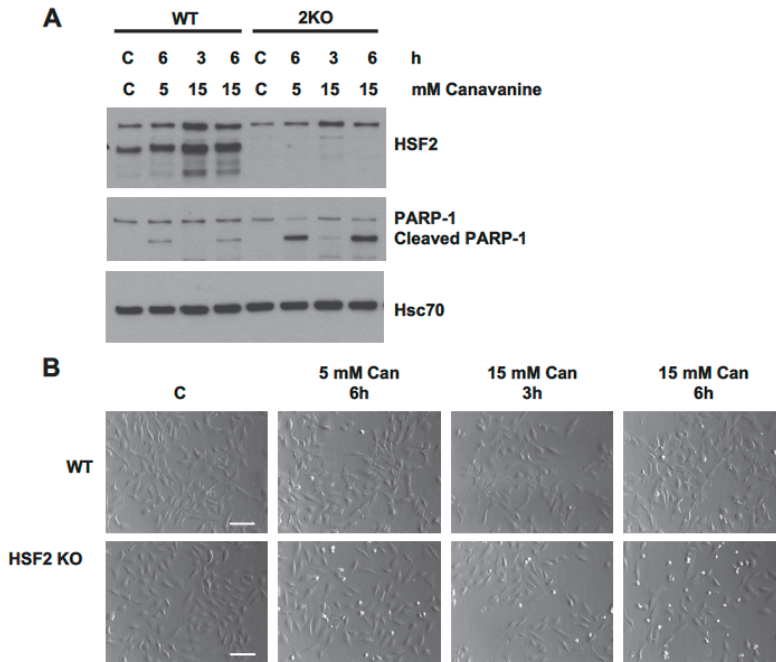 A
WT 2KO
C 6 3 6 C 6 3 6 h
C 5 15 15 C 5 15 15 mM Canavanine
HSF2
PARP-1
Cleaved PARP-1
Hsc70
B
C 5 mM Can 6h 15 mM Can 3h 15 mM Can 6h
WT
HSF2 KO